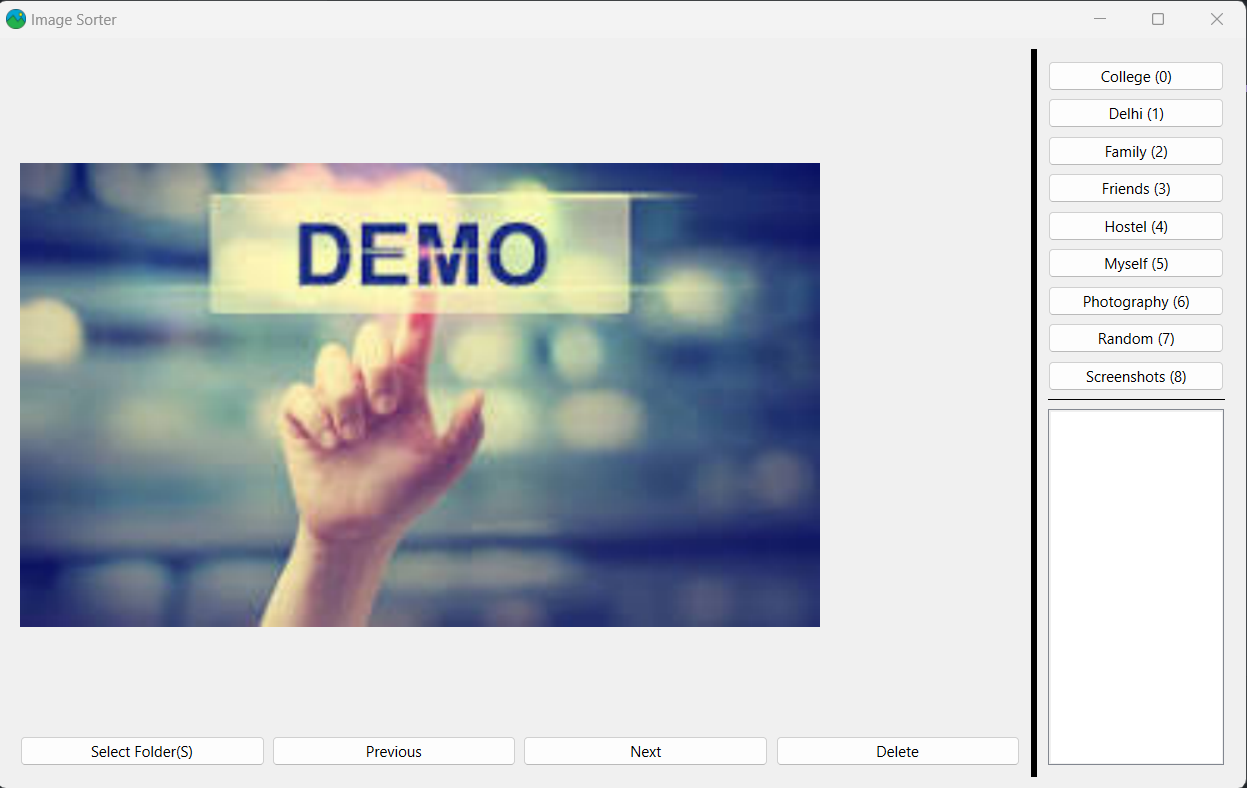 Image Sorter
DEMO
College (0)
Delhi (1)
Family (2)
Friends (3)
Hostel (4)
Myself (5)
Photography (6)
Random (7)
Screenshots (8)
Select Folder(S)
Previous
Next
Delete